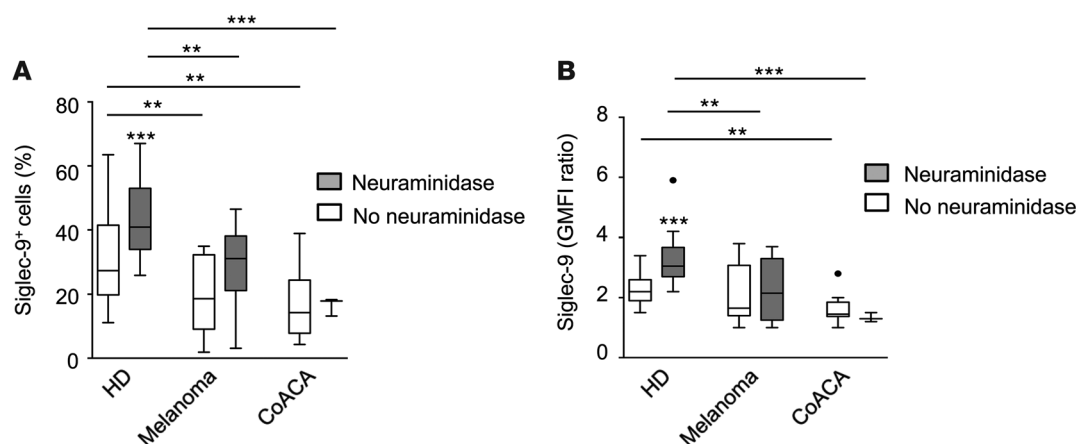 A
***
**
**
**
***
80
60
40
20
0
Siglec-9⁺ cells (%)
HD
Melanoma
CoACA
Neuraminidase
No neuraminidase
B
***
**
**
***
8
6
4
2
0
Siglec-9 (GMFI ratio)
HD
Melanoma
CoACA
Neuraminidase
No neuraminidase